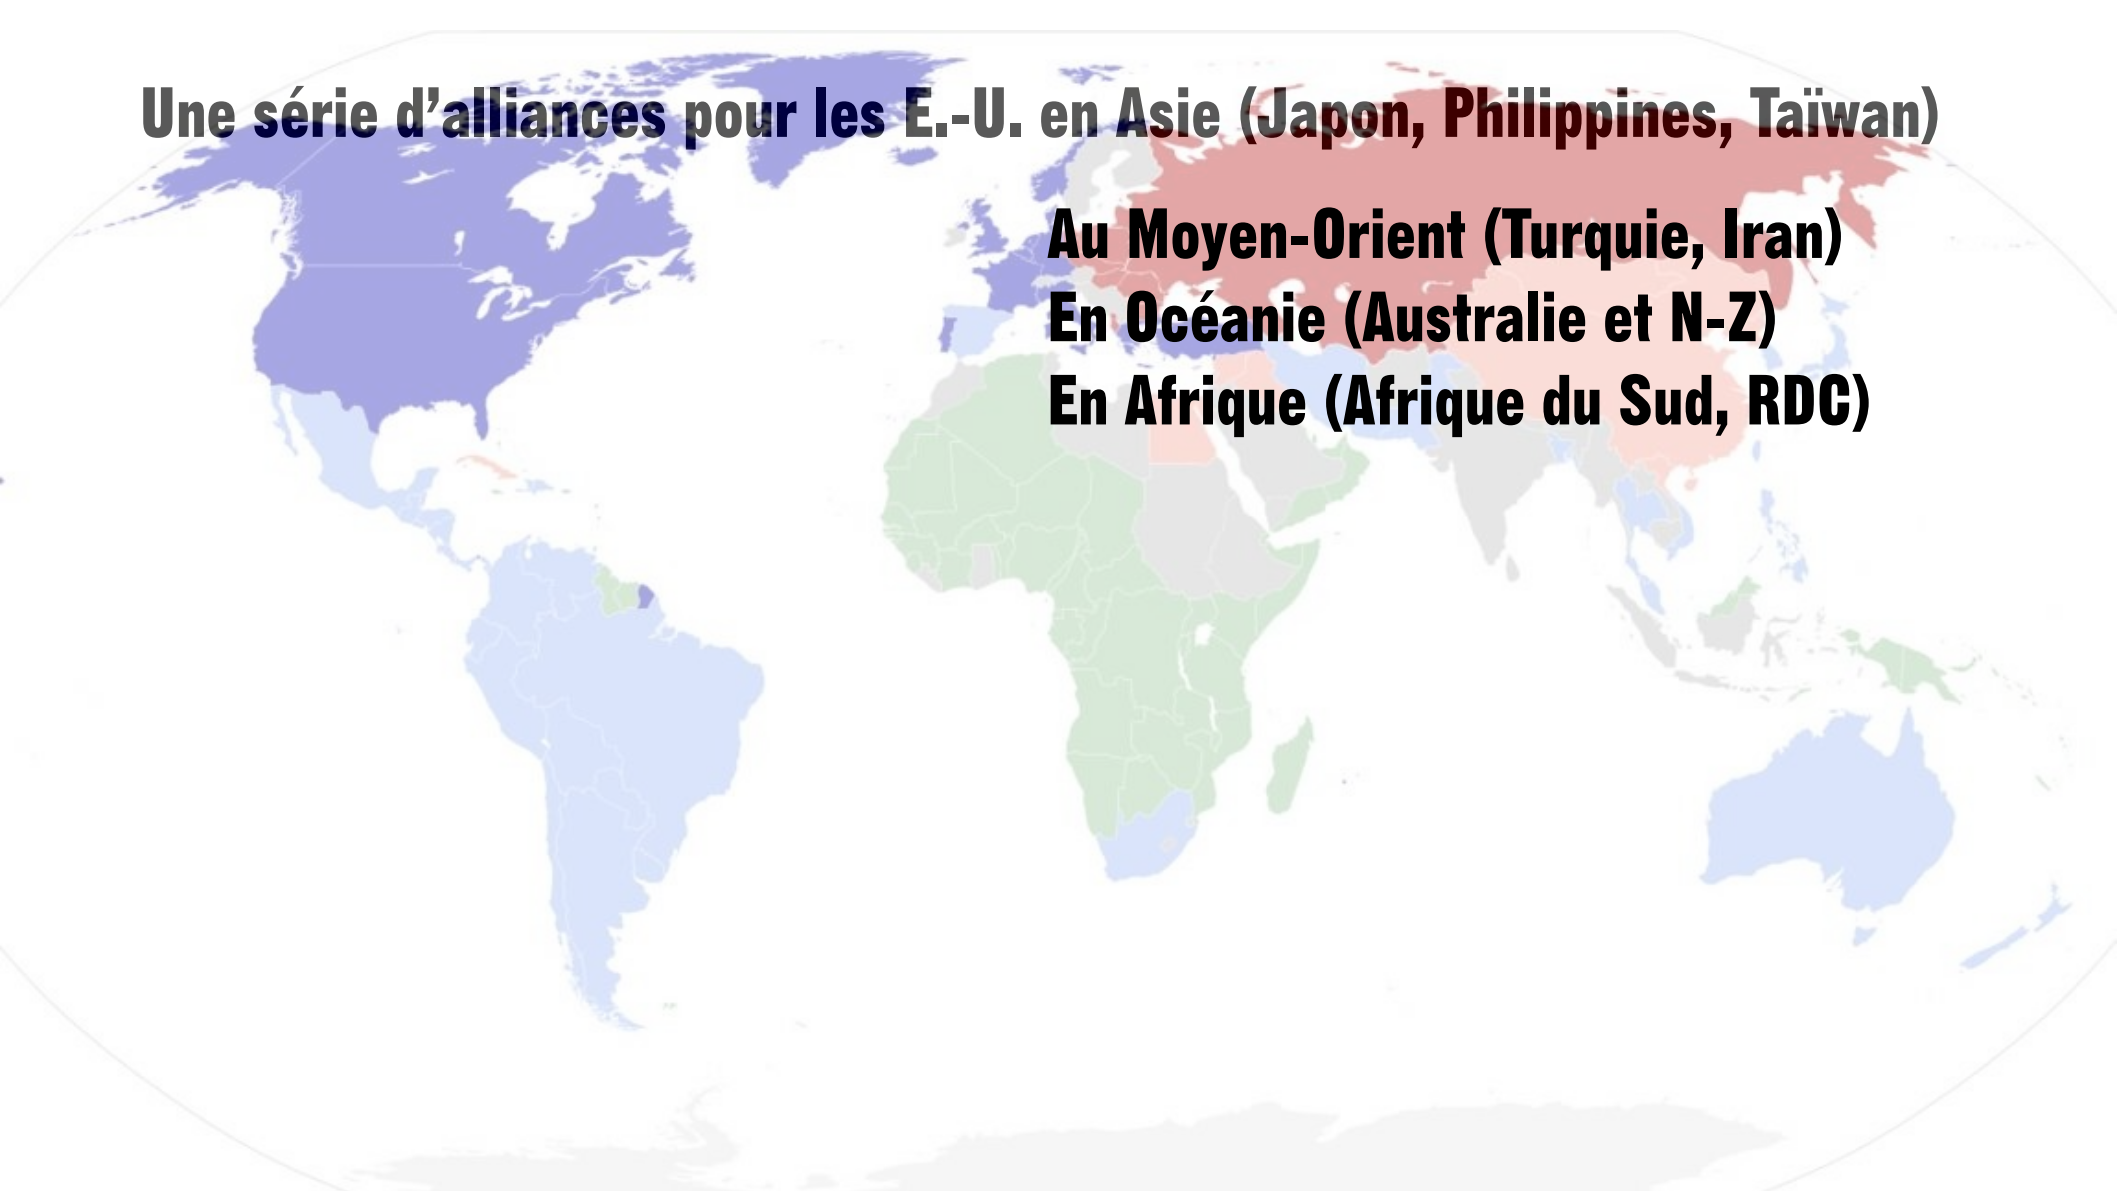 Une série d’alliances pour les E.-U. en Asie (Japon, Philippines, Taïwan)
Au Moyen-Orient (Turquie, Iran)
En Océanie (Australie et N-Z)
En Afrique (Afrique du Sud, RDC)